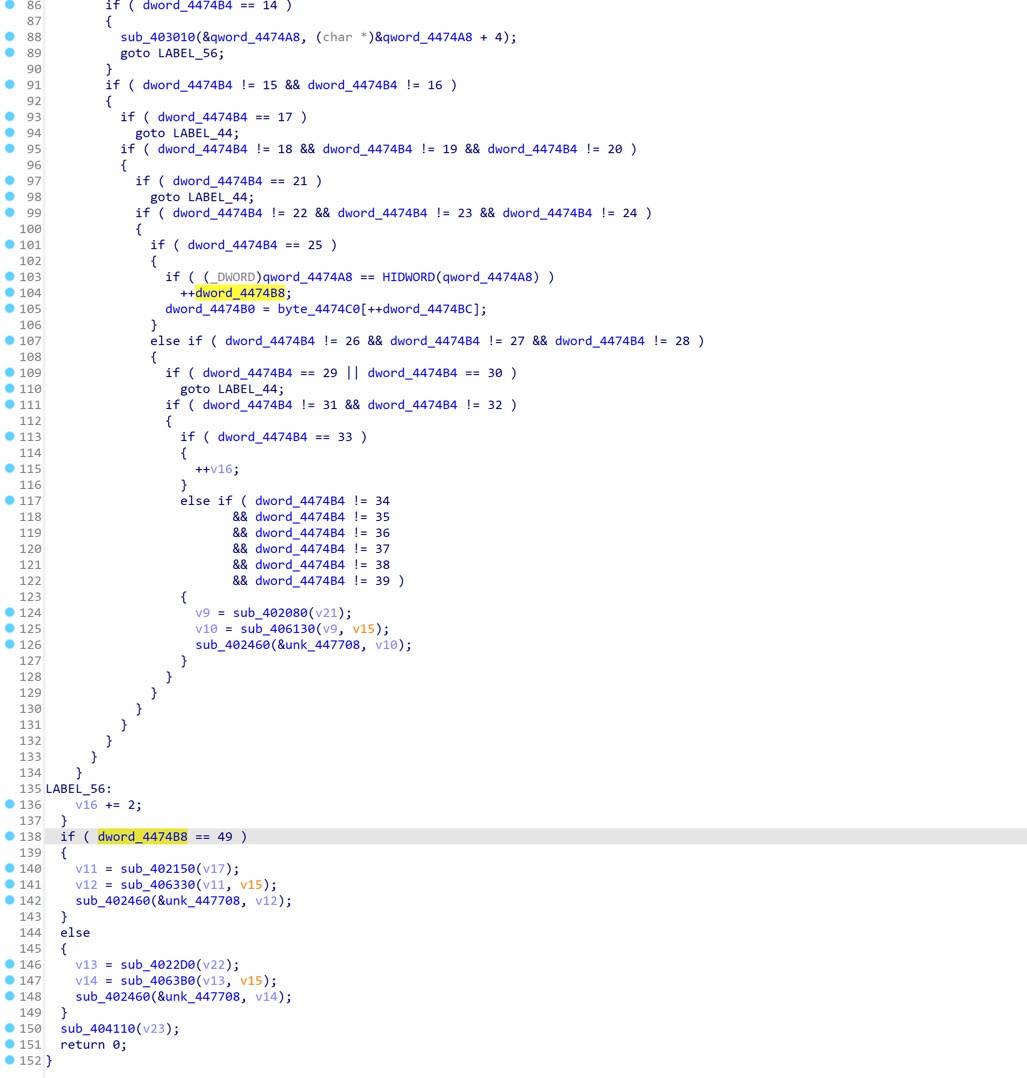 86 if ( dword_4474B4 == 14 )
87 {
88 sub_403010(&qword_4474A8, (char *)&qword_4474A8 + 4);
89 goto LABEL_56;
90 }
91 if ( dword_4474B4 != 15 && dword_4474B4 != 16 )
92 {
93 if ( dword_4474B4 == 17 )
94 goto LABEL_44;
95 if ( dword_4474B4 != 18 && dword_4474B4 != 19 && dword_4474B4 != 20 )
96 {
97 if ( dword_4474B4 == 21 )
98 goto LABEL_44;
99 if ( dword_4474B4 != 22 && dword_4474B4 != 23 && dword_4474B4 != 24 )
100 {
101 if ( dword_4474B4 == 25 )
102 {
103 if ( (_DWORD)qword_4474A8 == HIDWORD(qword_4474A8) )
104 ++dword_4474B8;
105 dword_4474B0 = byte_4474C0[++dword_4474BC];
106 }
107 else if ( dword_4474B4 != 26 && dword_4474B4 != 27 && dword_4474B4 != 28 )
108 {
109 if ( dword_4474B4 == 29 || dword_4474B4 == 30 )
110 goto LABEL_44;
111 if ( dword_4474B4 != 31 && dword_4474B4 != 32 )
112 {
113 if ( dword_4474B4 == 33 )
114 {
115 ++v16;
116 }
117 else if ( dword_4474B4 != 34
118 && dword_4474B4 != 35
119 && dword_4474B4 != 36
120 && dword_4474B4 != 37
121 && dword_4474B4 != 38
122 && dword_4474B4 != 39 )
123 {
124 v9 = sub_402080(v21);
125 v10 = sub_406130(v9, v15);
126 sub_402460(&unk_447708, v10);
127 }
128 }
129 }
130 }
131 }
132 }
133 }
134 }
135 LABEL_56:
136 v16 += 2;
137 }
138 if ( dword_4474B8 == 49 )
139 {
140 v11 = sub_402150(v17);
141 v12 = sub_406330(v11, v15);
142 sub_402460(&unk_447708, v12);
143 }
144 else
145 {
146 v13 = sub_4022D0(v22);
147 v14 = sub_4063B0(v13, v15);
148 sub_402460(&unk_447708, v14);
149 }
150 sub_404110(v23);
151 return 0;
152 }